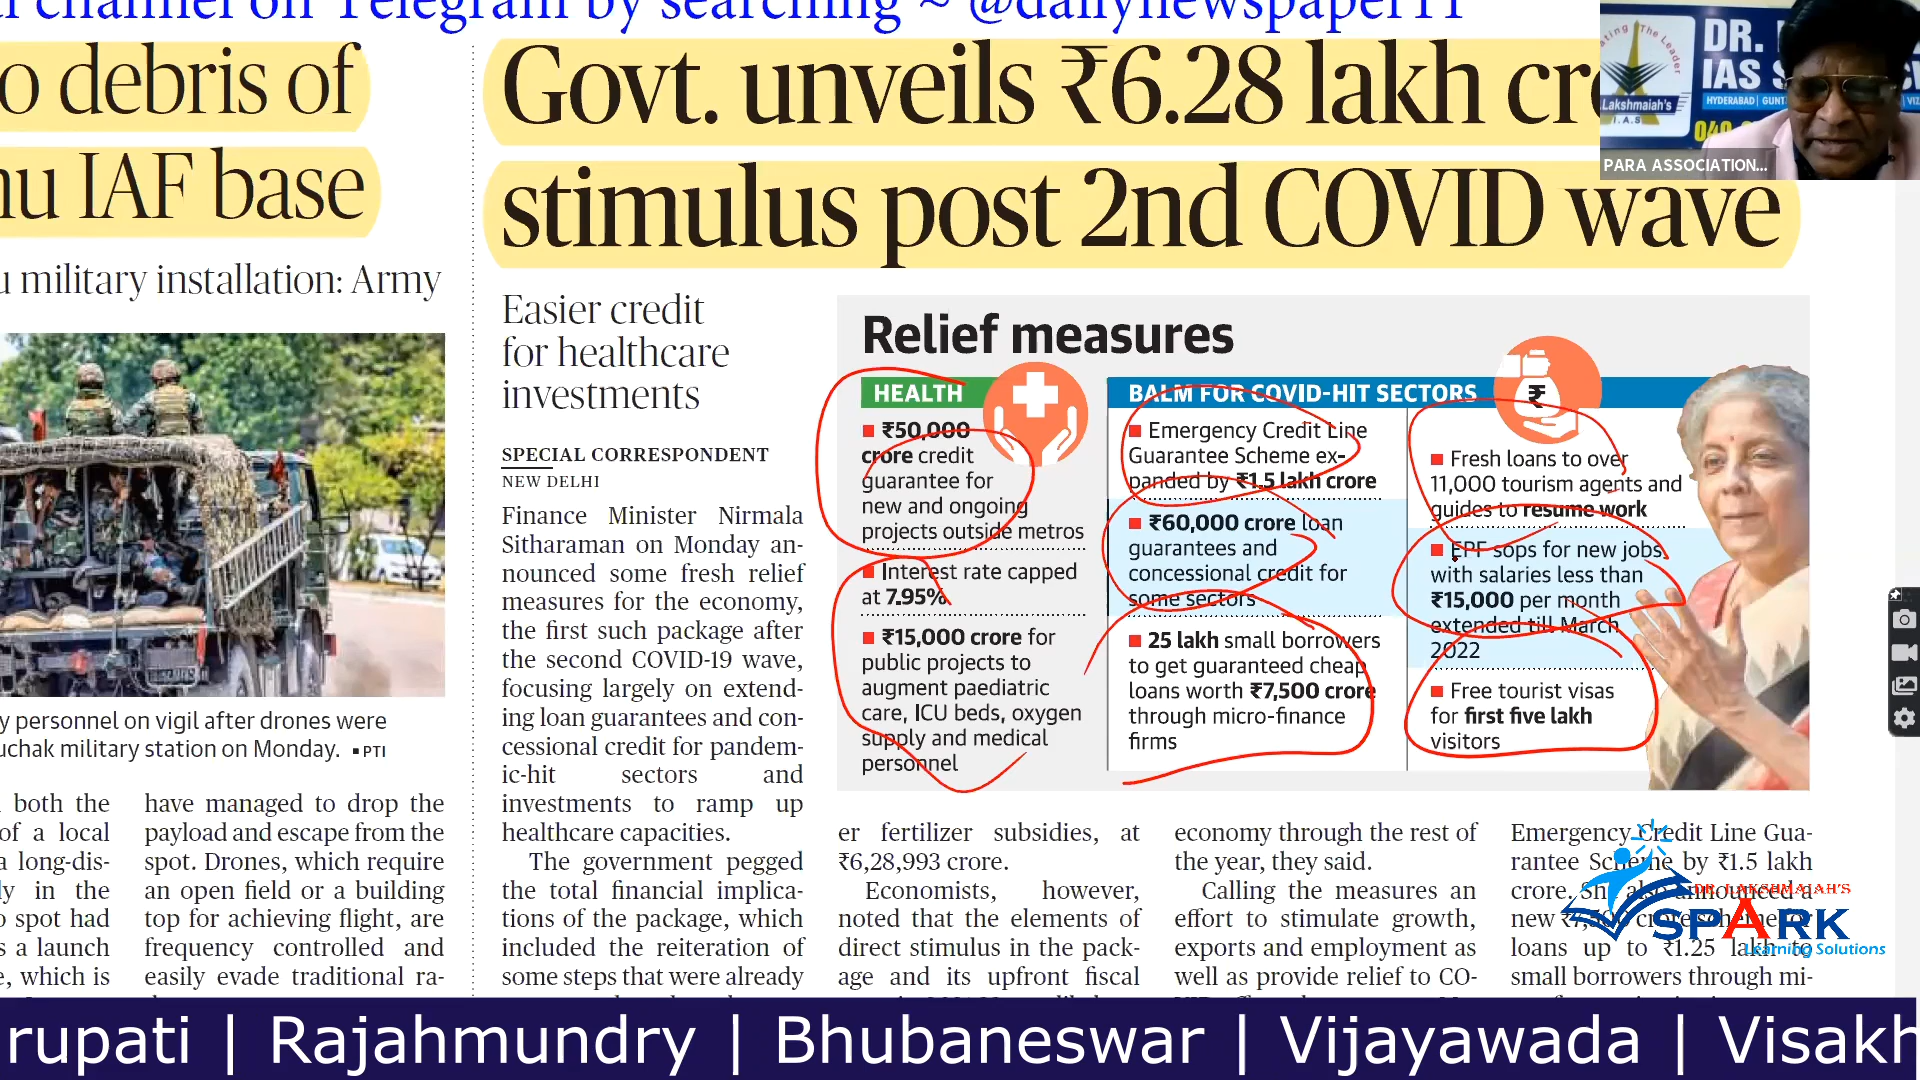 channel on Telegram by searching ~ @dailynewspaper11
o debris of
nu IAF base
u military installation: Army
y personnel on vigil after drones were
uchak military station on Monday. ▪ PTI
both the
of a local
a long-dis-
ly in the
o spot had
s a launch
e, which is
have managed to drop the
payload and escape from the
spot. Drones, which require
an open field or a building
top for achieving flight, are
frequency controlled and
easily evade traditional ra-
Govt. unveils ₹6.28 lakh cr
stimulus post 2nd COVID wave
Easier credit
for healthcare
investments
SPECIAL CORRESPONDENT
NEW DELHI
Finance Minister Nirmala
Sitharaman on Monday an-
nounced some fresh relief
measures for the economy,
the first such package after
the second COVID-19 wave,
focusing largely on extend-
ing loan guarantees and con-
cessional credit for pandem-
ic-hit sectors and
investments to ramp up
healthcare capacities.
The government pegged
the total financial implica-
tions of the package, which
included the reiteration of
some steps that were already
Relief measures
HEALTH
₹50,000
crore credit
guarantee for
new and ongoing
projects outside metros
Interest rate capped
at 7.95%
₹15,000 crore for
public projects to
augment paediatric
care, ICU beds, oxygen
supply and medical
personnel
BALM FOR COVID-HIT SECTORS
Emergency Credit Line
Guarantee Scheme ex-
panded by ₹1.5 lakh crore
₹60,000 crore loan
guarantees and
concessional credit for
some sectors
25 lakh small borrowers
to get guaranteed cheap
loans worth ₹7,500 crore
through micro-finance
firms
₹
Fresh loans to over
11,000 tourism agents and
guides to resume work
EPF sops for new jobs
with salaries less than
₹15,000 per month
extended till March
2022
Free tourist visas
for first five lakh
visitors
er fertilizer subsidies, at
₹6,28,993 crore.
Economists, however,
noted that the elements of
direct stimulus in the pack-
age and its upfront fiscal
economy through the rest of
the year, they said.
Calling the measures an
effort to stimulate growth,
exports and employment as
well as provide relief to CO-
Emergency Credit Line Gua-
rantee Scheme by ₹1.5 lakh
crore. She also announced a
new ₹7,500 crore scheme for
loans up to ₹1.25 lakh to
small borrowers through mi-
The Leader
Lakshmaiah's
I.A.S
DR.
IAS
HYDERABAD | GUNT
040
PARA ASSOCIATION...
DR. LAKSHMAIAH'S
SPARK
Learning Solutions
rupati | Rajahmundry | Bhubaneswar | Vijayawada | Visakh